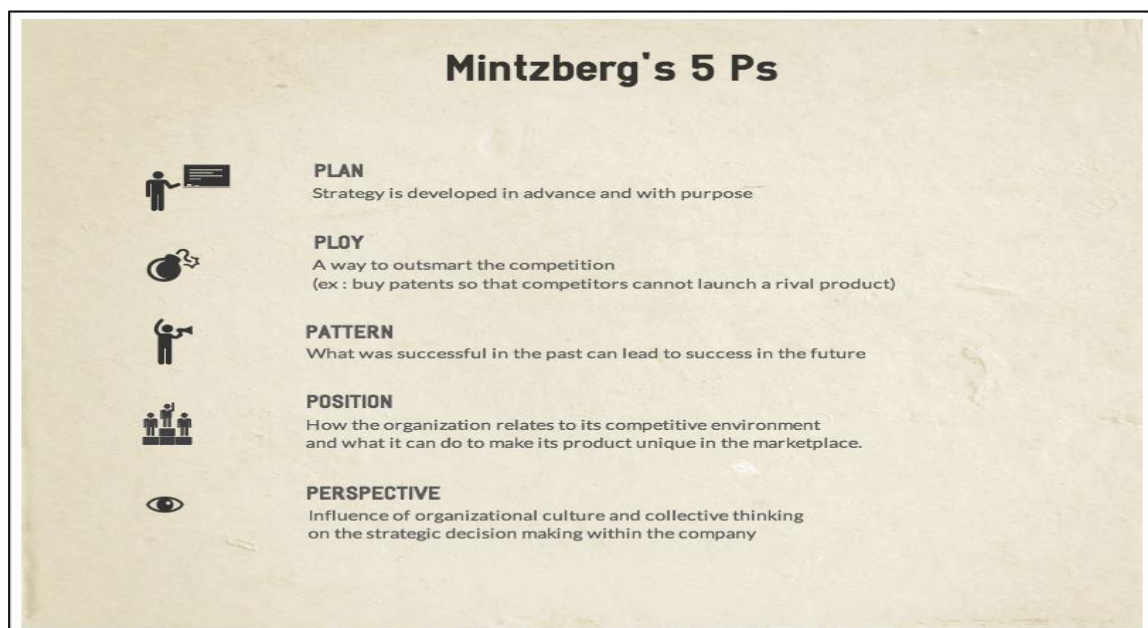 Mintzberg's 5 Ps
PLAN
Strategy is developed in advance and with purpose
PLOY
A way to outsmart the competition
(ex : buy patents so that competitors cannot launch a rival product)
PATTERN
What was successful in the past can lead to success in the future
POSITION
How the organization relates to its competitive environment
and what it can do to make its product unique in the marketplace.
PERSPECTIVE
Influence of organizational culture and collective thinking
on the strategic decision making within the company